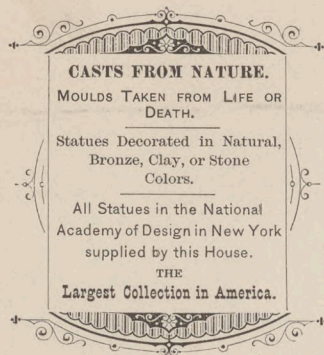 CASTS FROM NATURE.
MOULDS TAKEN FROM LIFE OR
DEATH.
Statues Decorated in Natural,
Bronze, Clay, or Stone
Colors.
All Statues in the National
Academy of Design in New York
supplied by this House.
THE
Largest Collection in America.